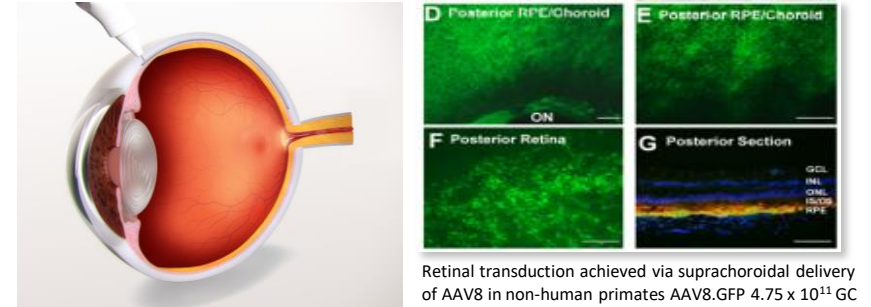 D Posterior RPE/Choroid
E Posterior RPE/Choroid
ON
F Posterior Retina
G Posterior Section
GCL
INL
ONL
IS/OS
RPE
Retinal transduction achieved via suprachoroidal delivery
of AAV8 in non-human primates AAV8.GFP 4.75 x 10¹¹ GC